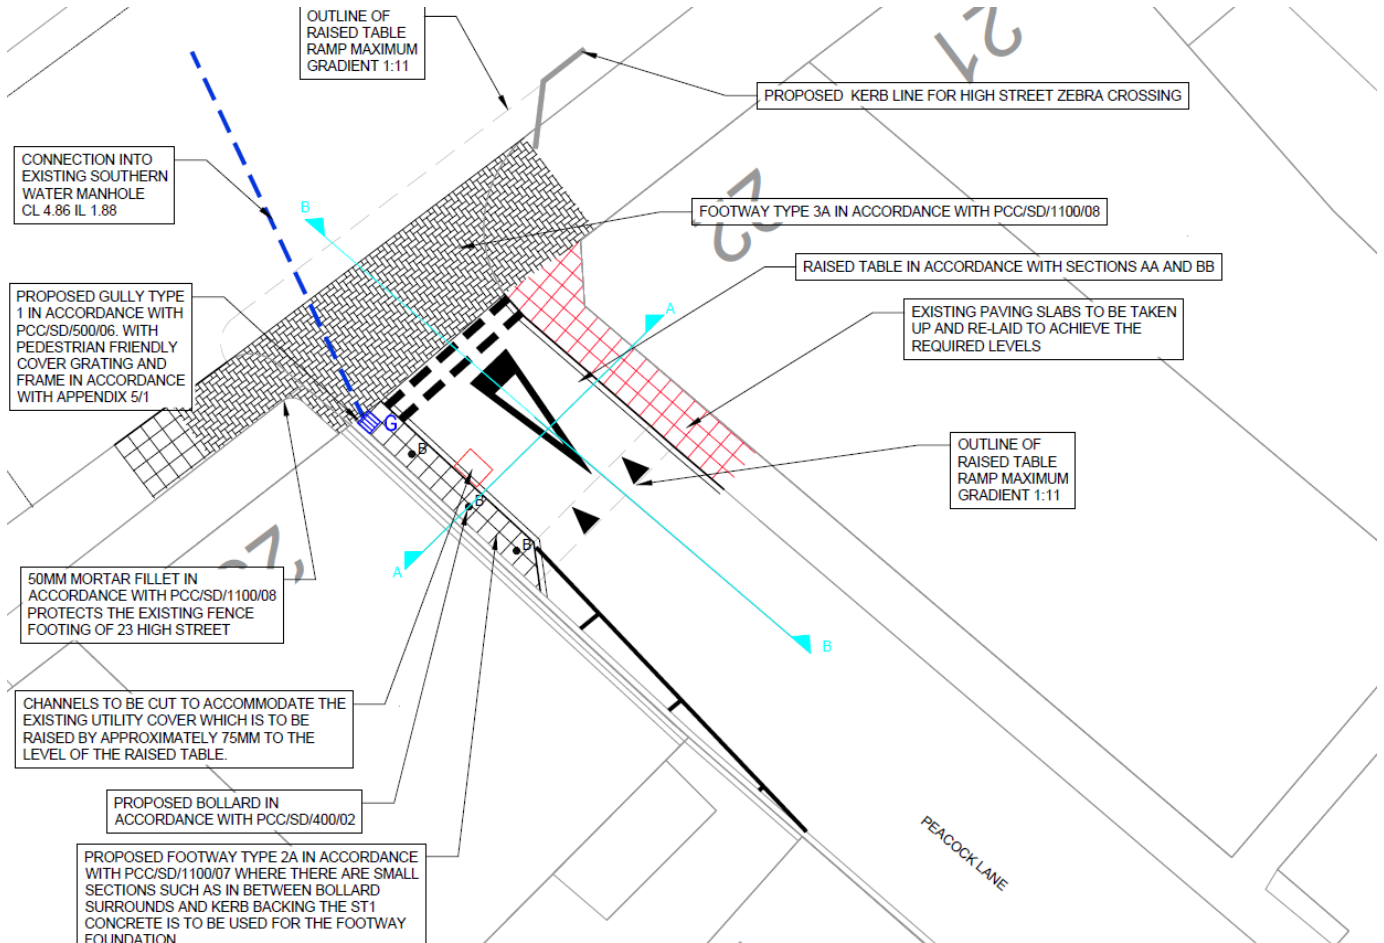 OUTLINE OF
RAISED TABLE
RAMP MAXIMUM
GRADIENT 1:11
21
PROPOSED KERB LINE FOR HIGH STREET ZEBRA CROSSING
CONNECTION INTO
EXISTING SOUTHERN
WATER MANHOLE
CL 4.86 IL 1.88
B
22
FOOTWAY TYPE 3A IN ACCORDANCE WITH PCC/SD/1100/08
RAISED TABLE IN ACCORDANCE WITH SECTIONS AA AND BB
PROPOSED GULLY TYPE
1 IN ACCORDANCE WITH
PCC/SD/500/06. WITH
PEDESTRIAN FRIENDLY
COVER GRATING AND
FRAME IN ACCORDANCE
WITH APPENDIX 5/1
A
EXISTING PAVING SLABS TO BE TAKEN
UP AND RE-LAID TO ACHIEVE THE
REQUIRED LEVELS
G
B
OUTLINE OF
RAISED TABLE
RAMP MAXIMUM
GRADIENT 1:11
B
B
A
50MM MORTAR FILLET IN
ACCORDANCE WITH PCC/SD/1100/08
PROTECTS THE EXISTING FENCE
FOOTING OF 23 HIGH STREET
B
CHANNELS TO BE CUT TO ACCOMMODATE THE
EXISTING UTILITY COVER WHICH IS TO BE
RAISED BY APPROXIMATELY 75MM TO THE
LEVEL OF THE RAISED TABLE.
PROPOSED BOLLARD IN
ACCORDANCE WITH PCC/SD/400/02
PEACOCK LANE
PROPOSED FOOTWAY TYPE 2A IN ACCORDANCE
WITH PCC/SD/1100/07 WHERE THERE ARE SMALL
SECTIONS SUCH AS IN BETWEEN BOLLARD
SURROUNDS AND KERB BACKING THE ST1
CONCRETE IS TO BE USED FOR THE FOOTWAY
FOUNDATION